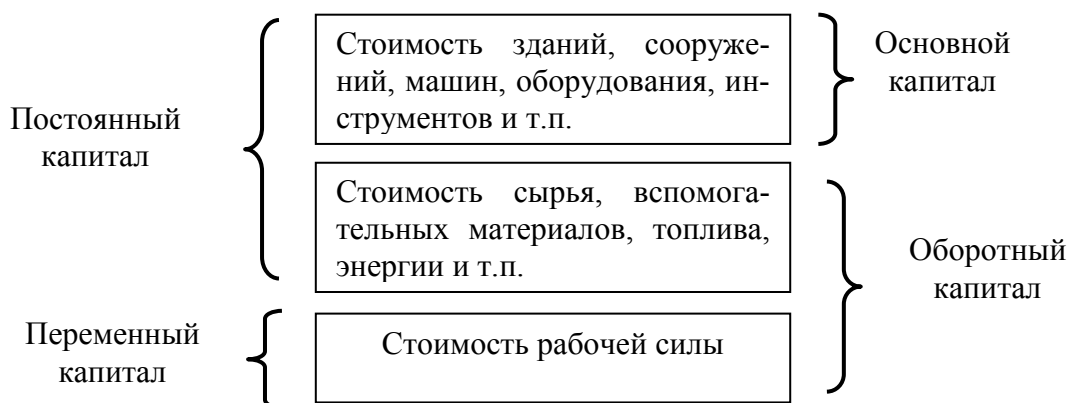 Стоимость зданий, сооруже-
ний, машин, оборудования, ин-
струментов и т.п.
Основной
капитал
Постоянный
капитал
Стоимость сырья, вспомога-
тельных материалов, топлива,
энергии и т.п.
Оборотный
капитал
Переменный
капитал
Стоимость рабочей силы